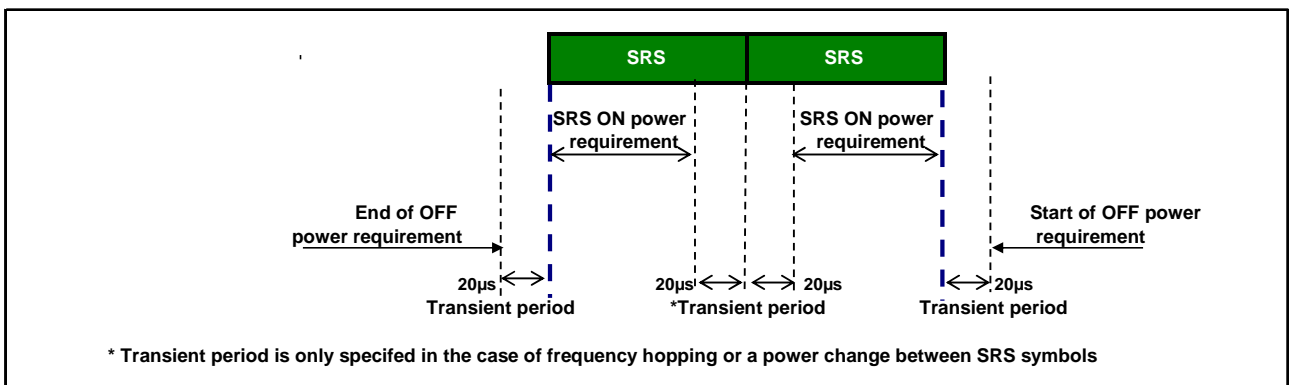 SRS SRS
SRS ON power
requirement
SRS ON power
requirement
End of OFF
power requirement
Start of OFF power
requirement
20µs 20µs 20µs 20µs
Transient period *Transient period Transient period
* Transient period is only specifed in the case of frequency hopping or a power change between SRS symbols